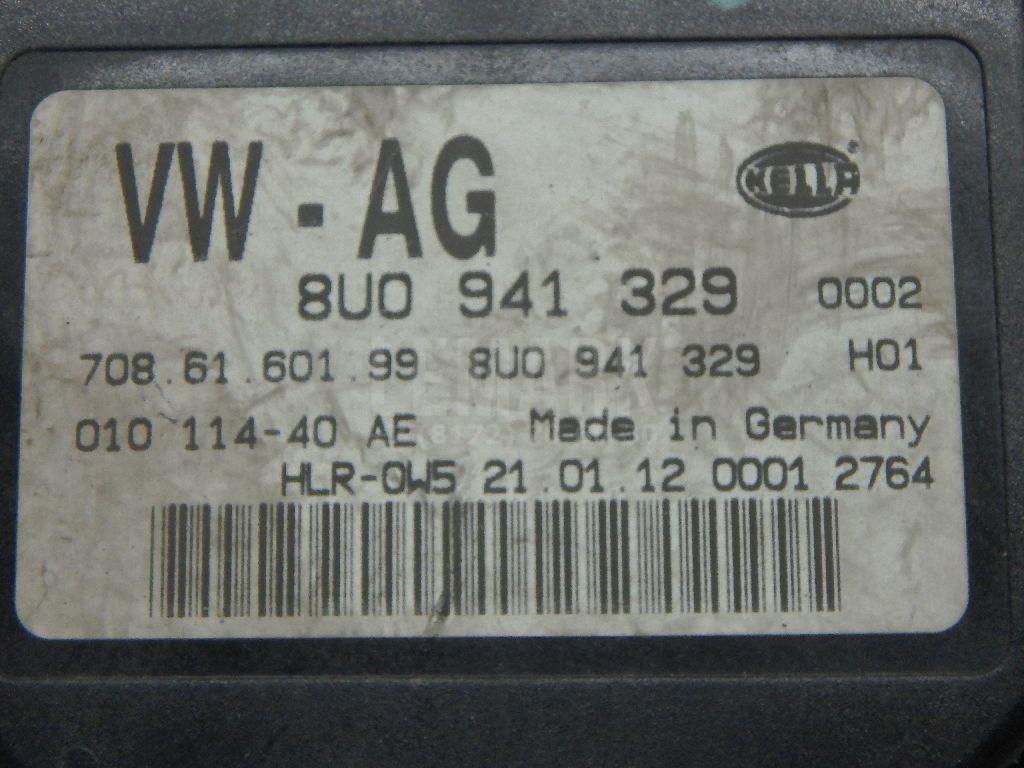 VW - AG
HELLA®
8U0 941 329 0002
708.61.601.99 8U0 941 329 H01
010 114-40 AE Made in Germany
HLR-0W5 21.01.12 0001 2764